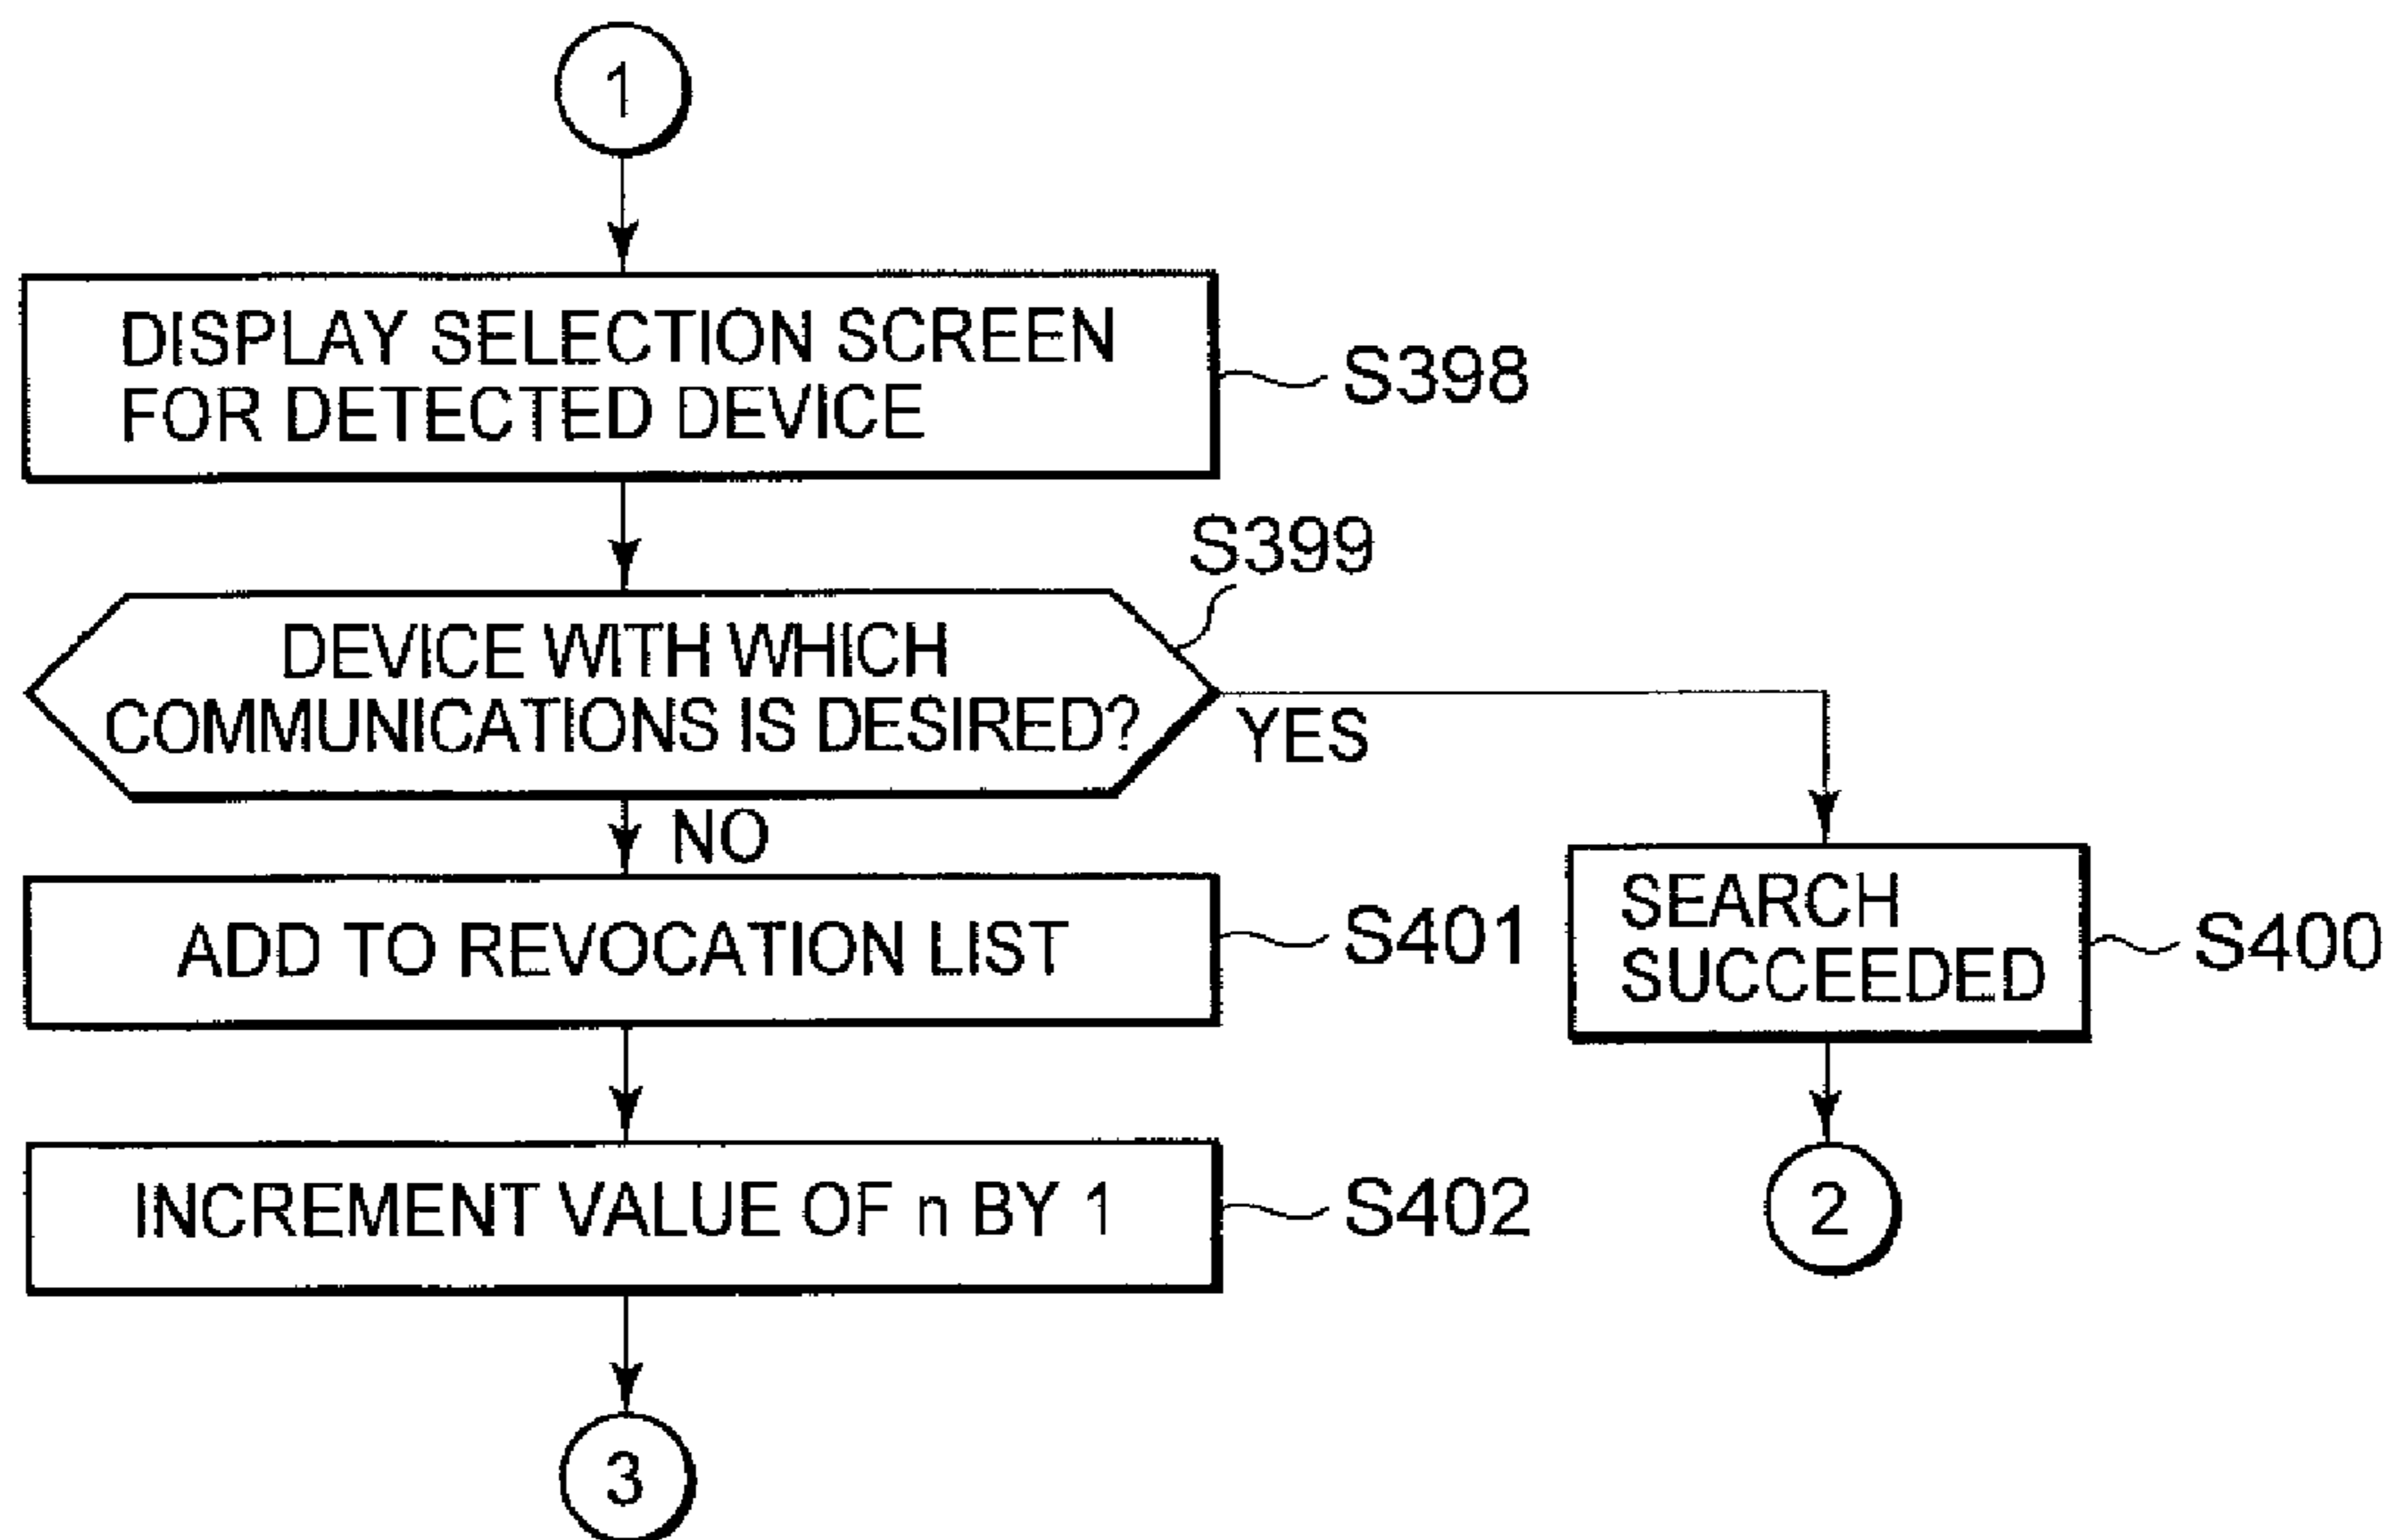 1
DISPLAY SELECTION SCREEN
FOR DETECTED DEVICE
S398
S399
DEVICE WITH WHICH
COMMUNICATIONS IS DESIRED?
YES
NO
ADD TO REVOCATION LIST
S401
SEARCH
SUCCEEDED
S400
INCREMENT VALUE OF n BY 1
S402
2
3